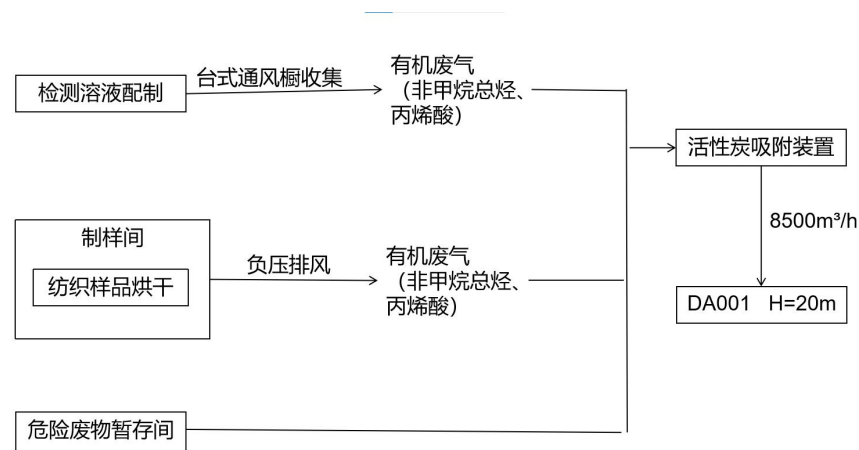 检测溶液配制
台式通风橱收集
有机废气
（非甲烷总烃、
丙烯酸）
活性炭吸附装置
8500m³/h
DA001 H=20m
制样间
纺织样品烘干
负压排风
有机废气
（非甲烷总烃、
丙烯酸）
危险废物暂存间